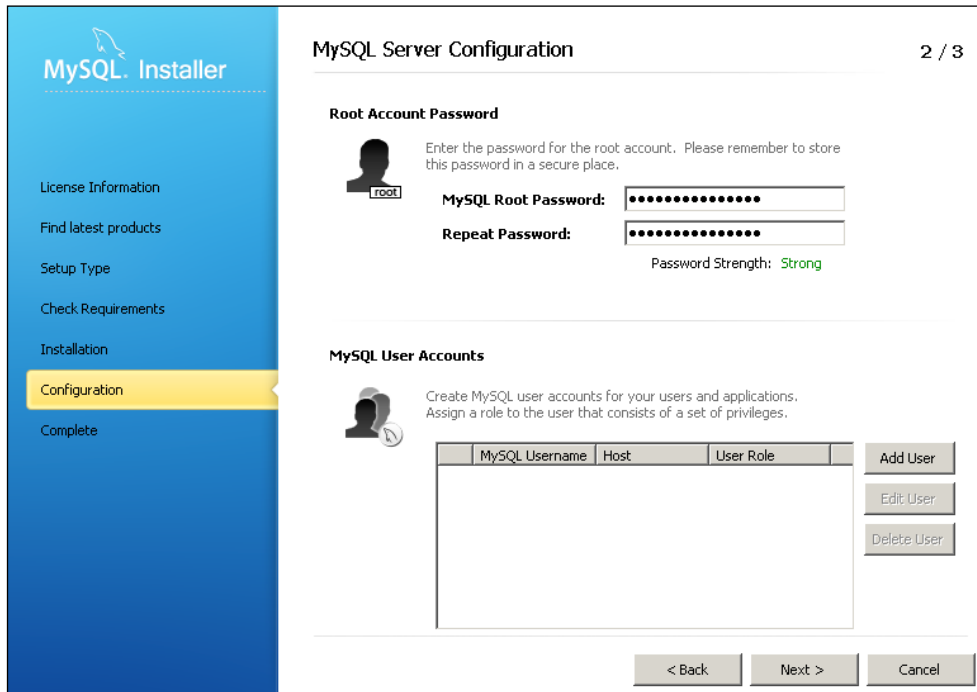 MySQL. Installer
License Information
Find latest products
Setup Type
Check Requirements
Installation
Configuration
Complete
MySQL Server Configuration
2 / 3
Root Account Password
root
Enter the password for the root account. Please remember to store
this password in a secure place.
MySQL Root Password: ●●●●●●●●●●●●●●●
Repeat Password: ●●●●●●●●●●●●●●●
Password Strength: Strong
MySQL User Accounts
Create MySQL user accounts for your users and applications.
Assign a role to the user that consists of a set of privileges.
MySQL Username Host User Role
Add User
Edit User
Delete User
< Back Next > Cancel